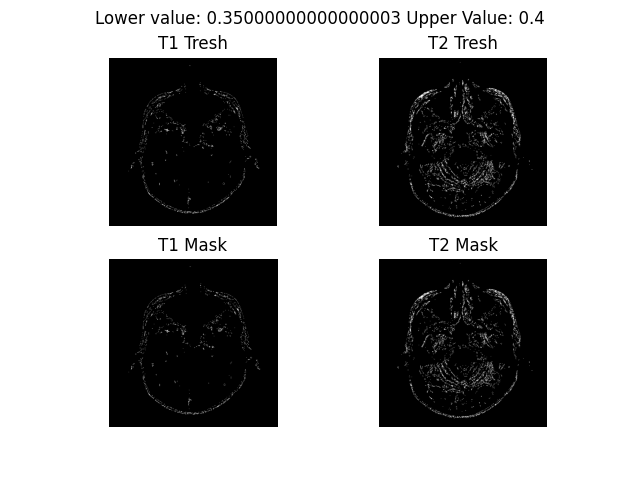 Lower value: 0.35000000000000003 Upper Value: 0.4
T1 Tresh
T2 Tresh
T1 Mask
T2 Mask